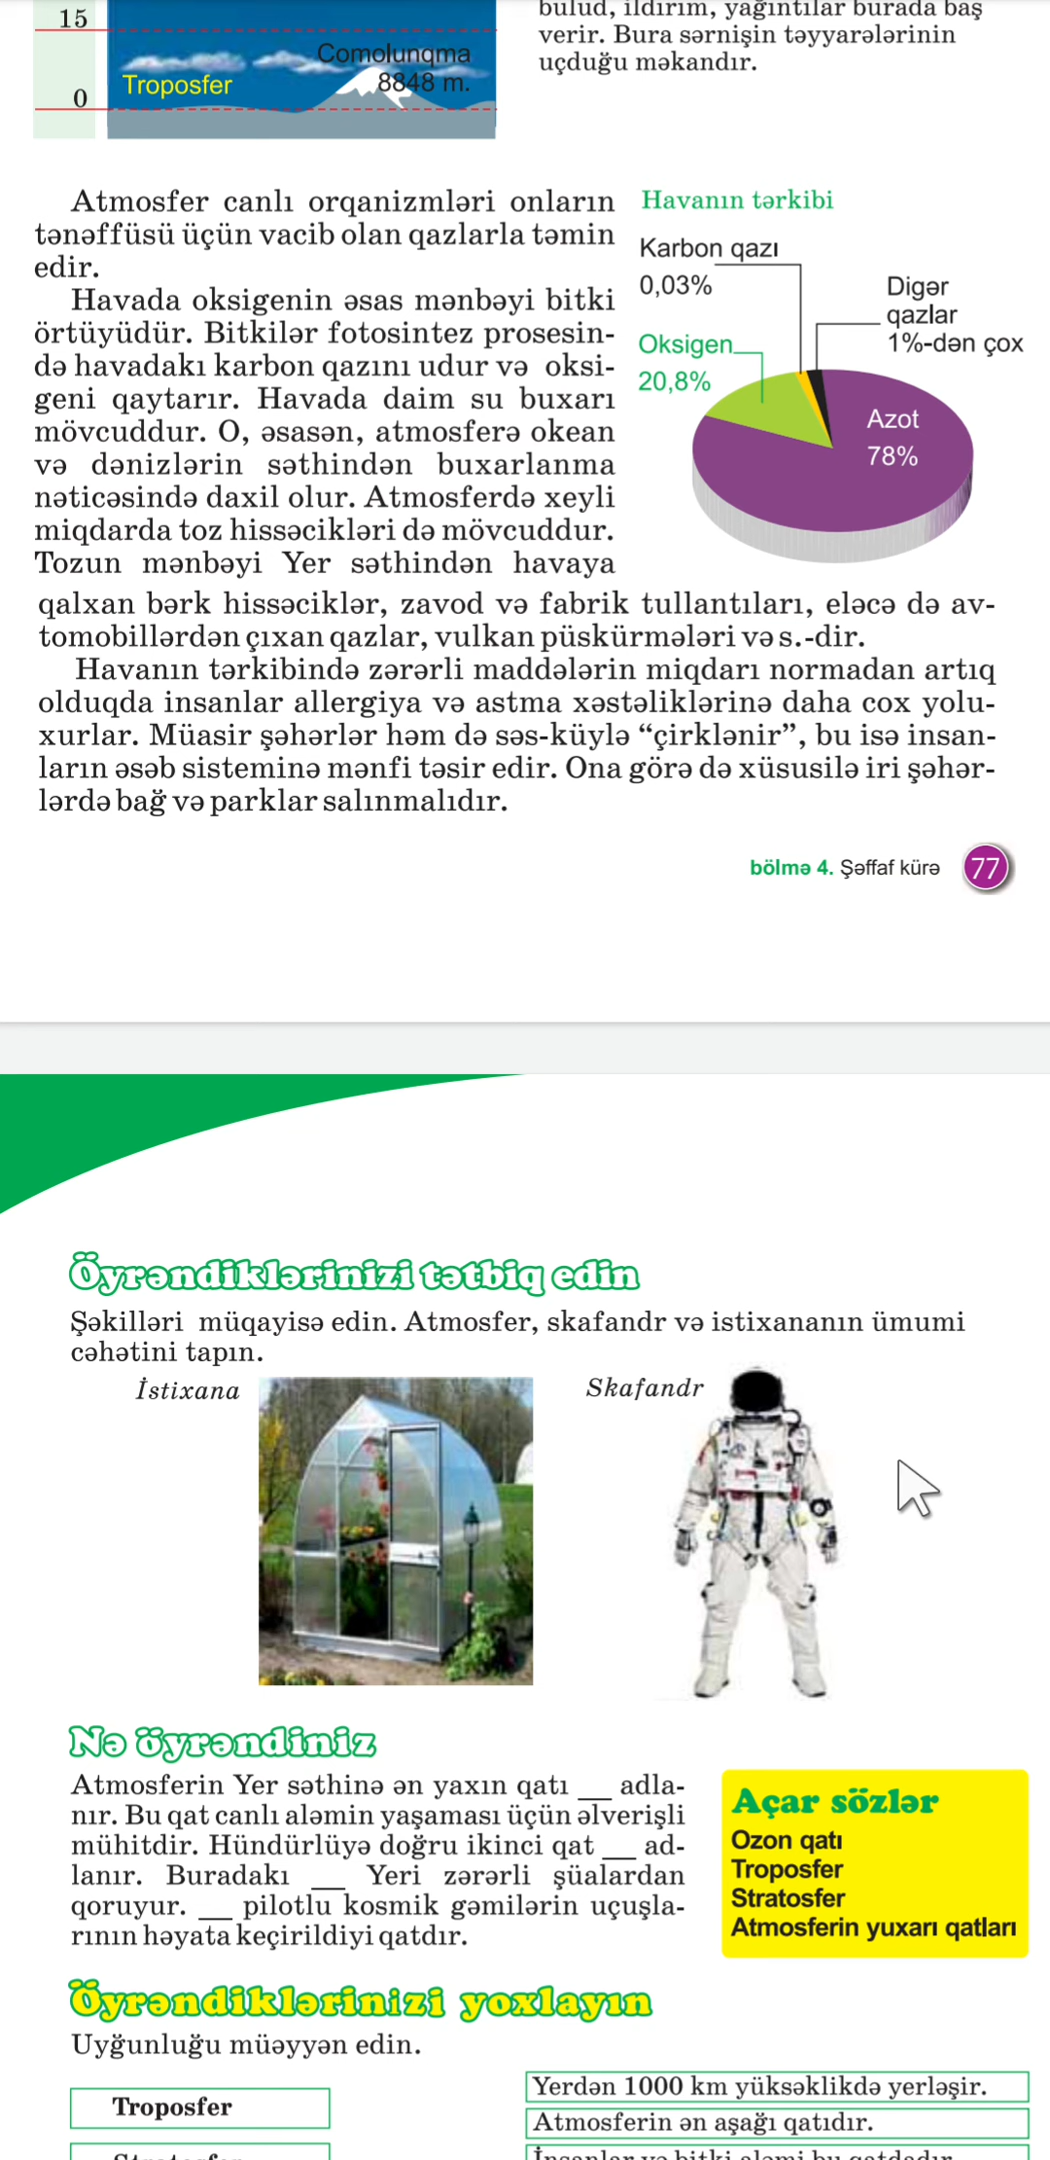 15
bulud, ildırım, yağıntılar burada baş
verir. Bura sərnişin təyyarələrinin
uçduğu məkandır.
Comolunqma
8848 m.
Troposfer
0
Atmosfer canlı orqanizmləri onların
tənəffüsü üçün vacib olan qazlarla təmin
edir.
Havada oksigenin əsas mənbəyi bitki
örtüyüdür. Bitkilər fotosintez prosesin-
də havadakı karbon qazını udur və oksi-
geni qaytarır. Havada daim su buxarı
mövcuddur. O, əsasən, atmosferə okean
və dənizlərin səthindən buxarlanma
nəticəsində daxil olur. Atmosferdə xeyli
miqdarda toz hissəcikləri də mövcuddur.
Tozun mənbəyi Yer səthindən havaya
Havanın tərkibi
Karbon qazı
0,03%
Digər
qazlar
1%-dən çox
Oksigen
20,8%
Azot
78%
qalxan bərk hissəciklər, zavod və fabrik tullantıları, eləcə də av-
tomobillərdən çıxan qazlar, vulkan püskürmələri və s.-dir.
Havanın tərkibində zərərli maddələrin miqdarı normadan artıq
olduqda insanlar allergiya və astma xəstəliklərinə daha cox yolu-
xurlar. Müasir şəhərlər həm də səs-küylə “çirklənir”, bu isə insan-
ların əsəb sisteminə mənfi təsir edir. Ona görə də xüsusilə iri şəhər-
lərdə bağ və parklar salınmalıdır.
bölmə 4. Şəffaf kürə 77
Öyrəndiklərinizi tətbiq edin
Şəkilləri müqayisə edin. Atmosfer, skafandr və istixananın ümumi
cəhətini tapın.
İstixana
Skafandr
Nə öyrəndiniz
Atmosferin Yer səthinə ən yaxın qatı __ adla-
nır. Bu qat canlı aləmin yaşaması üçün əlverişli
mühitdir. Hündürlüyə doğru ikinci qat __ ad-
lanır. Buradakı __ Yeri zərərli şüalardan
qoruyur. __ pilotlu kosmik gəmilərin uçuşla-
rının həyata keçirildiyi qatdır.
Açar sözlər
Ozon qatı
Troposfer
Stratosfer
Atmosferin yuxarı qatları
Öyrəndiklərinizi yoxlayın
Uyğunluğu müəyyən edin.
Troposfer
Yerdən 1000 km yüksəklikdə yerləşir.
Atmosferin ən aşağı qatıdır.
İnsanlar və bitki aləmi bu qatdadır